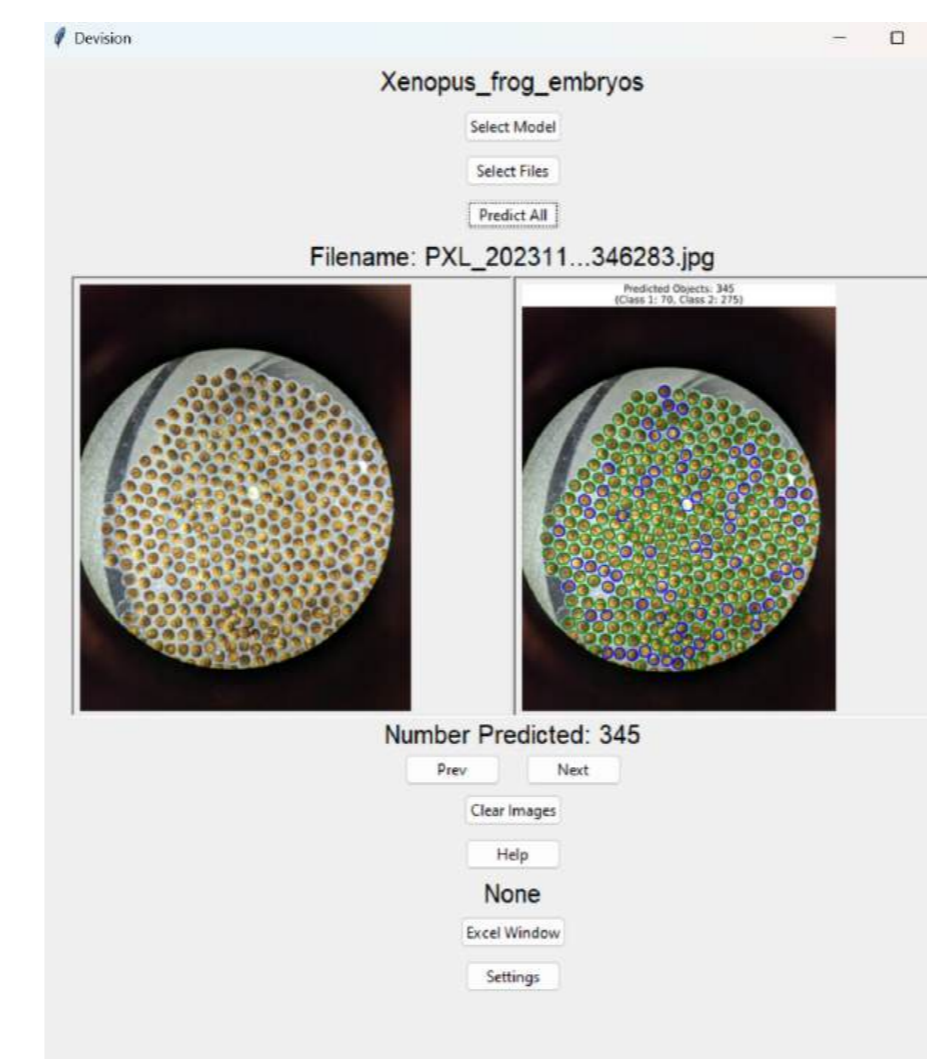 Devision
Xenopus_frog_embryos
Select Model
Select Files
Predict All
Filename: PXL_202311...346283.jpg
Predicted Objects: 345
(Class 1: 70, Class 2: 275)
Number Predicted: 345
Prev Next
Clear Images
Help
None
Excel Window
Settings